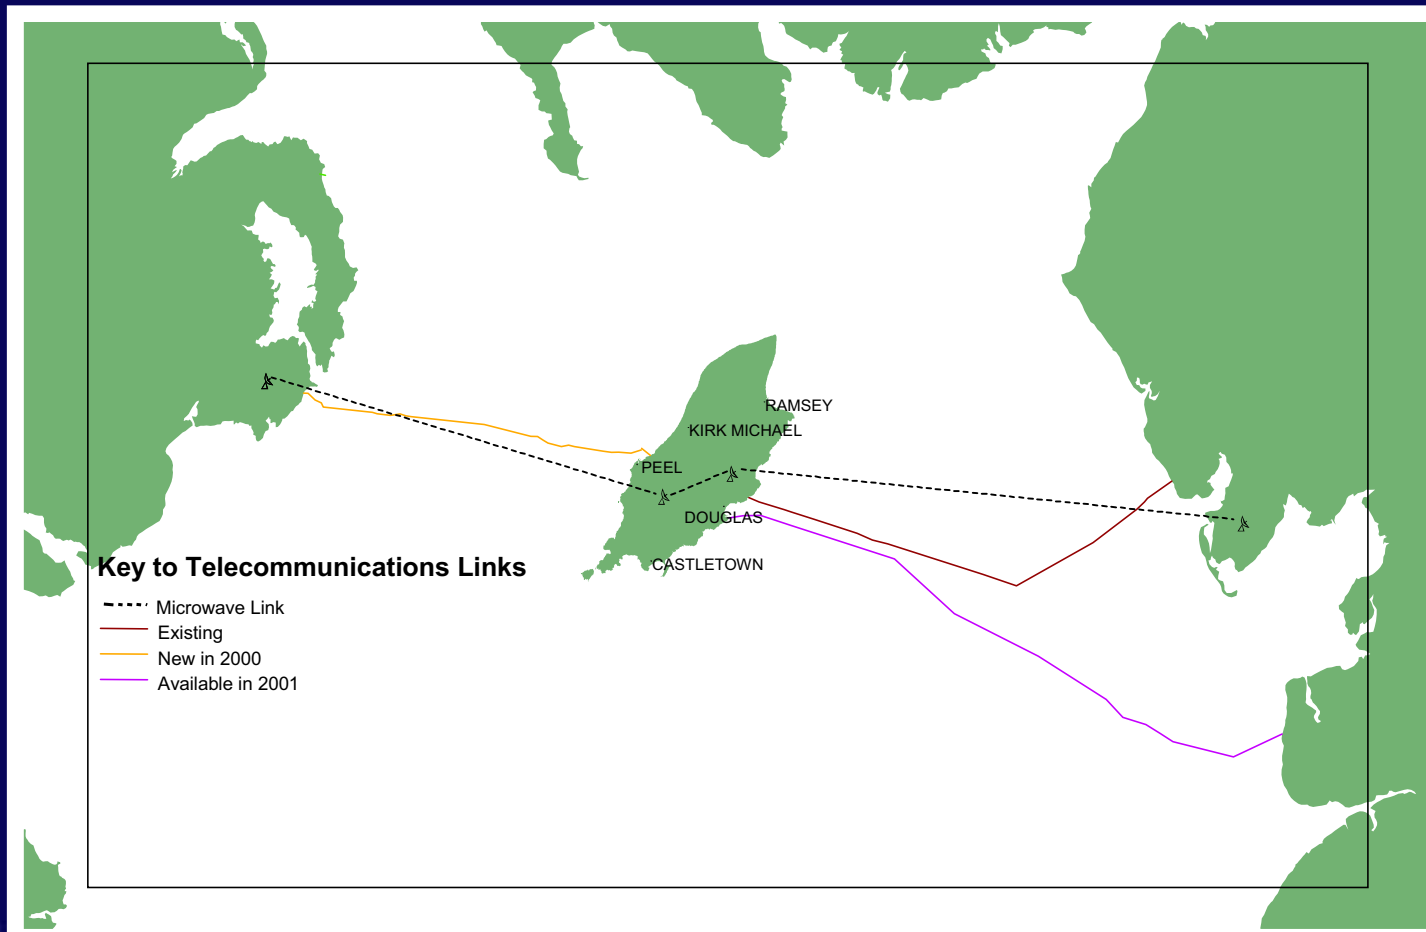 RAMSEY
KIRK MICHAEL
PEEL
DOUGLAS
CASTLETOWN
Key to Telecommunications Links
Microwave Link
Existing
New in 2000
Available in 2001